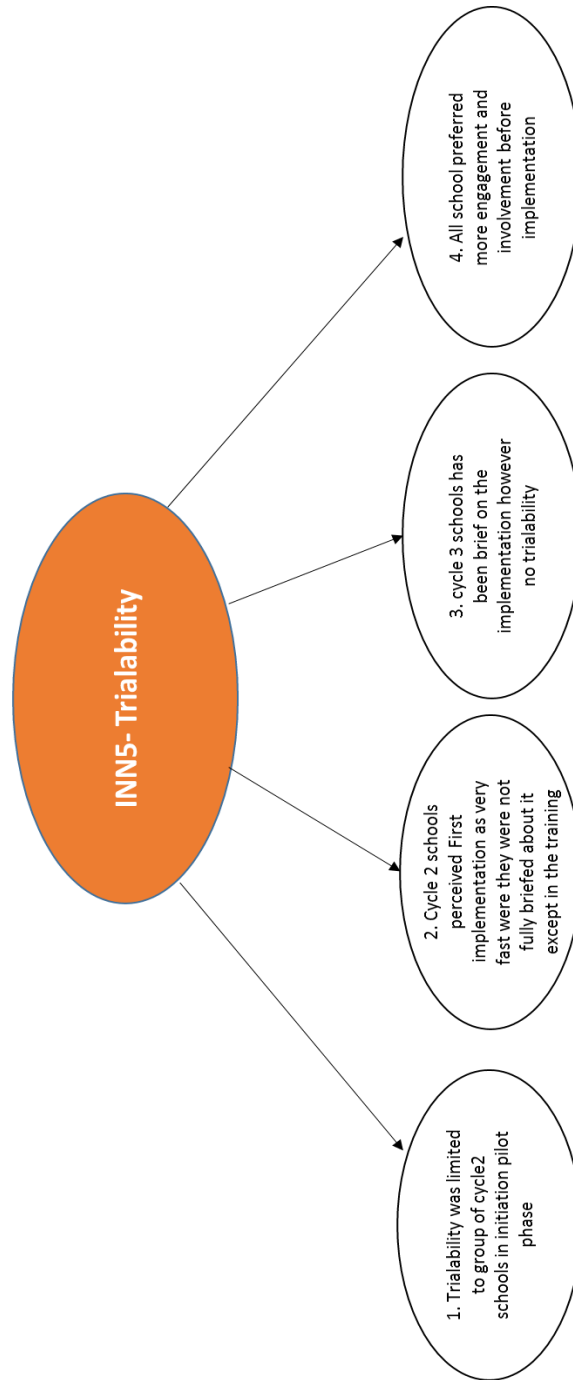 INN5- Trialability
1. Trialability was limited
to group of cycle2
schools in initiation pilot
phase
2. Cycle 2 schools
perceived First
implementation as very
fast were they were not
fully briefed about it
except in the training
3. cycle 3 schools has
been brief on the
implementation however
no trialability
4. All school preferred
more engagement and
involvement before
implementation